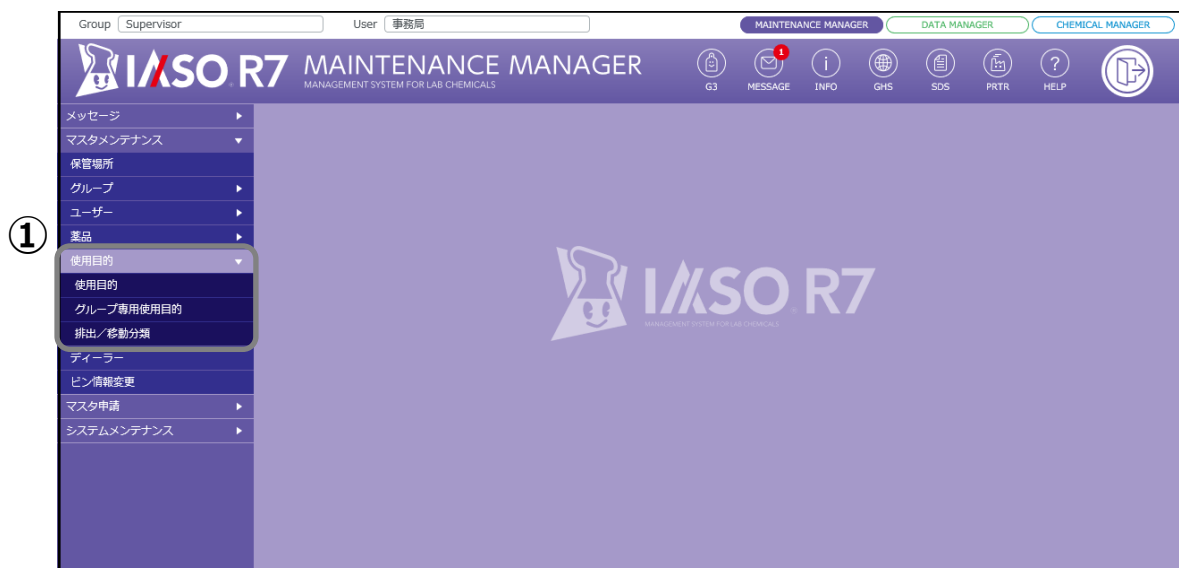 Group Supervisor User 事務局 MAINTENANCE MANAGER DATA MANAGER CHEMICAL MANAGER
IASO R7 MAINTENANCE MANAGER
MANAGEMENT SYSTEM FOR LAB CHEMICALS
1
G3 MESSAGE INFO GHS SDS PRTR HELP
メッセージ
マスタメンテナンス
保管場所
グループ
ユーザー
①
薬品
使用目的
使用目的
グループ専用使用目的
排出／移動分類
ディーラー
ビン情報変更
マスタ申請
システムメンテナンス
IASO R7
MANAGEMENT SYSTEM FOR LAB CHEMICALS